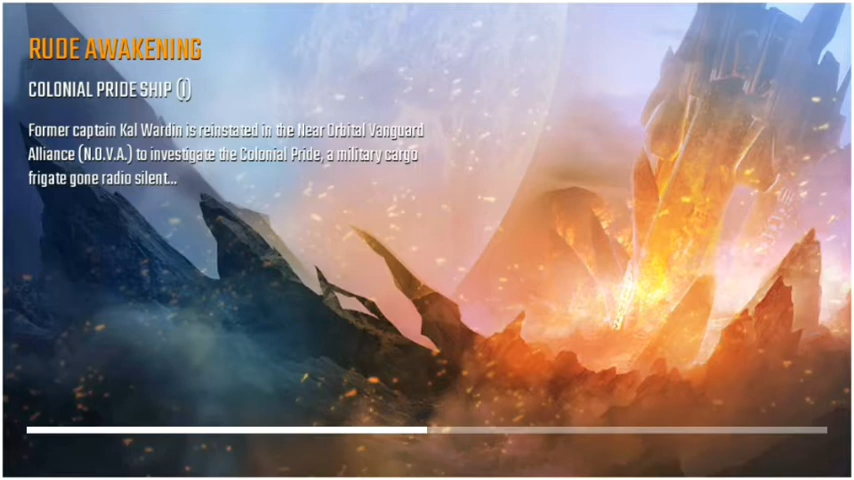 RUDE AWAKENING
COLONIAL PRIDE SHIP (I)
Former captain Kal Wardin is reinstated in the Near Orbital Vanguard
Alliance (N.O.V.A.) to investigate the Colonial Pride, a military cargo
frigate gone radio silent...